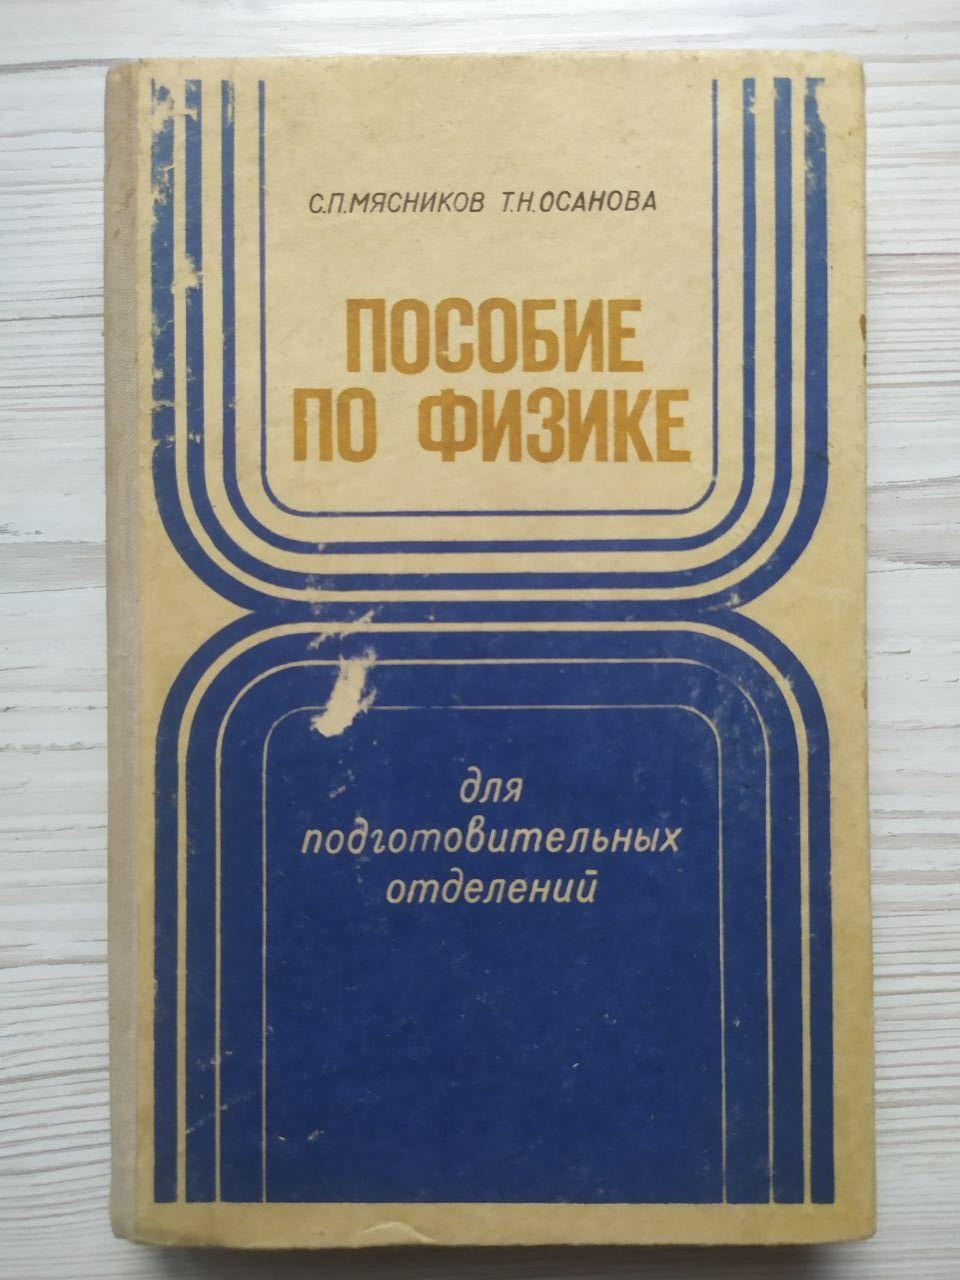 С.П.МЯСНИКОВ Т.Н.ОСАНОВА
ПОСОБИЕ
ПО ФИЗИКЕ
для
подготовительных
отделений